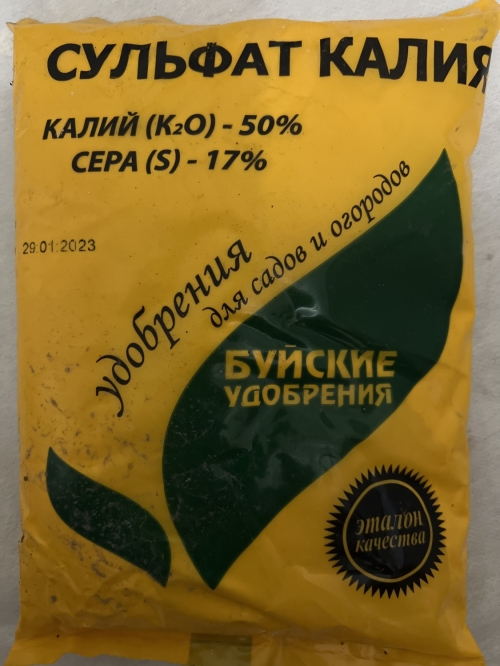 СУЛЬФАТ КАЛИЯ
КАЛИЙ (K₂O) - 50%
СЕРА (S) - 17%
29.01.2023
удобрения
для садов и огородов
БУЙСКИЕ
УДОБРЕНИЯ
эталон
качества